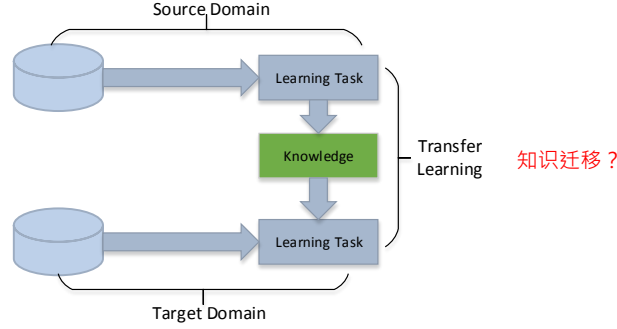 Source Domain
Learning Task
Knowledge
Transfer
Learning
知识迁移？
Learning Task
Target Domain